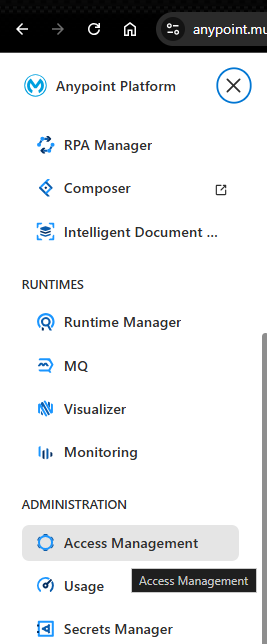 anypoint.mu
Anypoint Platform
RPA Manager
Composer
Intelligent Document ...
RUNTIMES
Runtime Manager
MQ
Visualizer
Monitoring
ADMINISTRATION
Access Management
Access Management
Usage
Secrets Manager